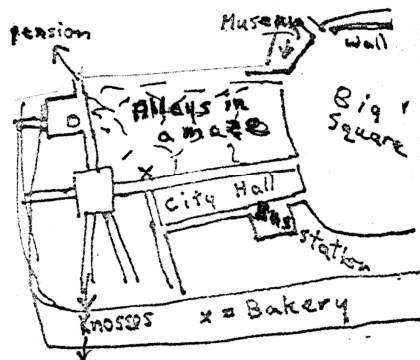 pension
Museum
wall
Alleys in
a maze
Big
Square
x
City Hall
Bus
station
Knossos
x = Bakery